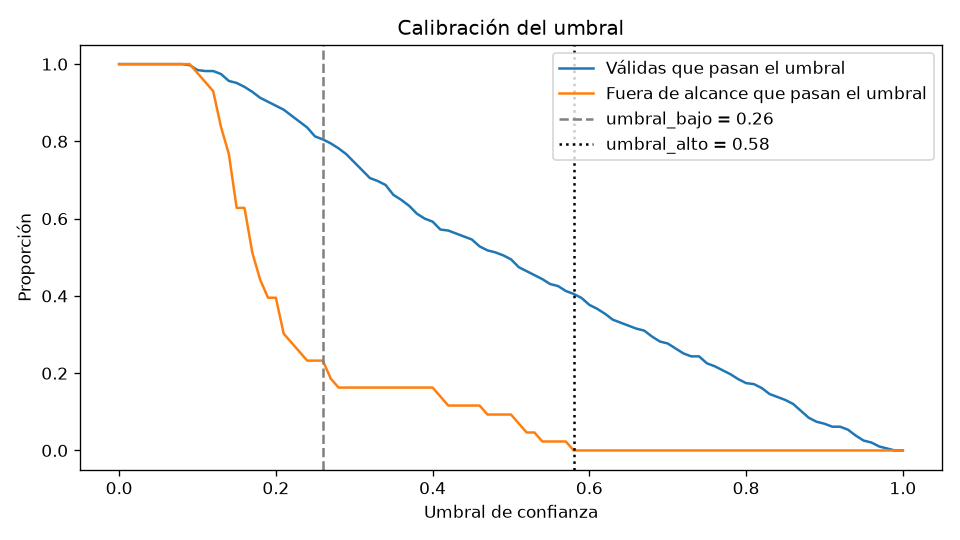 Calibración del umbral
Válidas que pasan el umbral
Fuera de alcance que pasan el umbral
umbral_bajo = 0.26
umbral_alto = 0.58
Proporción
1.0
0.8
0.6
0.4
0.2
0.0
0.0 0.2 0.4 0.6 0.8 1.0
Umbral de confianza